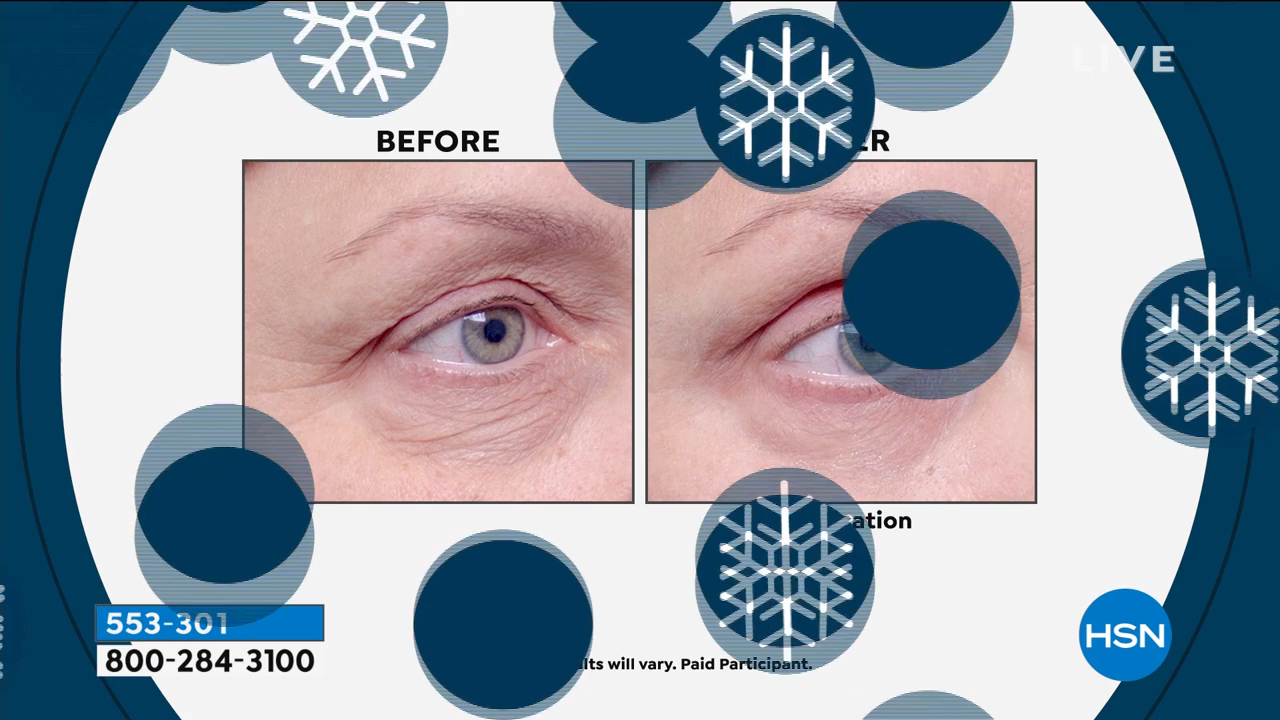 LIVE
BEFORE
ER
ation
553-301
800-284-3100
lts will vary. Paid Participant.
HSN